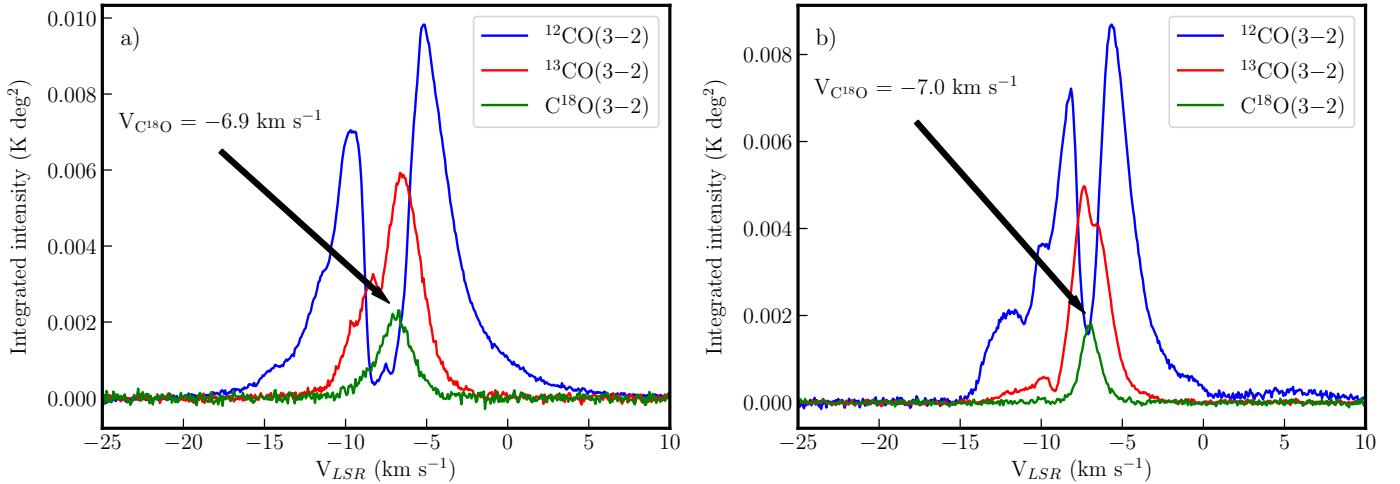 a)
¹²CO(3−2)
¹³CO(3−2)
C¹⁸O(3−2)
V_C¹⁸O = −6.9 km s⁻¹
Integrated intensity (K deg²)
0.010
0.008
0.006
0.004
0.002
0.000
−25 −20 −15 −10 −5 0 5 10
V_LSR (km s⁻¹)
b)
¹²CO(3−2)
¹³CO(3−2)
C¹⁸O(3−2)
V_C¹⁸O = −7.0 km s⁻¹
Integrated intensity (K deg²)
0.008
0.006
0.004
0.002
0.000
−25 −20 −15 −10 −5 0 5 10
V_LSR (km s⁻¹)